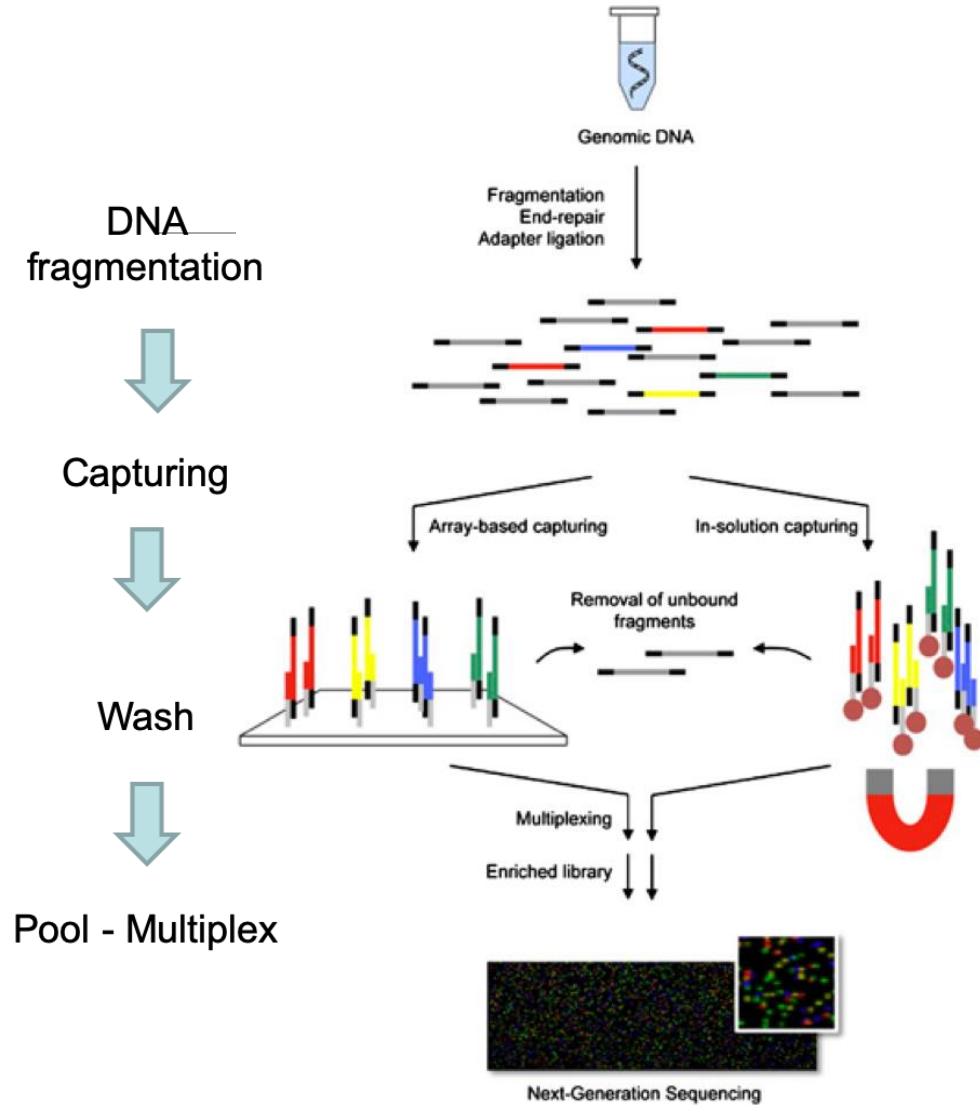 Genomic DNA
Fragmentation
End-repair
Adapter ligation
DNA
fragmentation
Capturing
Array-based capturing
In-solution capturing
Removal of unbound
fragments
Wash
Multiplexing
Enriched library
Pool - Multiplex
Next-Generation Sequencing